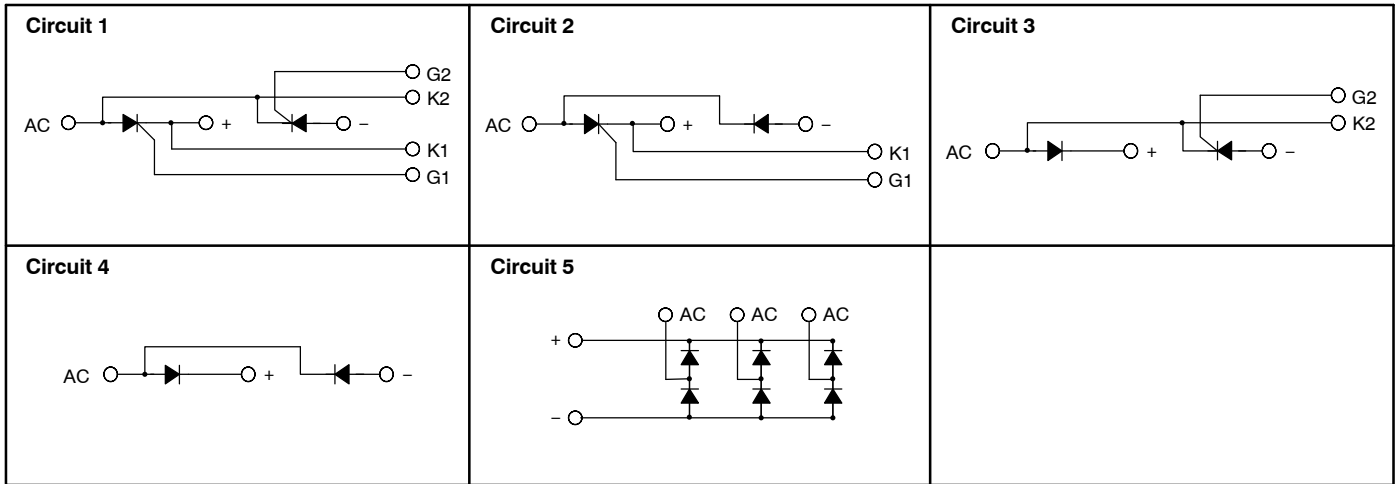 Circuit 1
G2
K2
AC + –
K1
G1
Circuit 2
AC + –
K1
G1
Circuit 3
G2
K2
AC + –
Circuit 4
AC + –
Circuit 5
AC AC AC
+
–